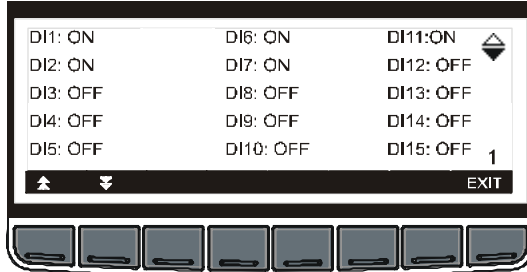 DI1: ON DI6: ON DI11:ON
DI2: ON DI7: ON DI12: OFF
DI3: OFF DI8: OFF DI13: OFF
DI4: OFF DI9: OFF DI14: OFF
DI5: OFF DI10: OFF DI15: OFF 1
EXIT